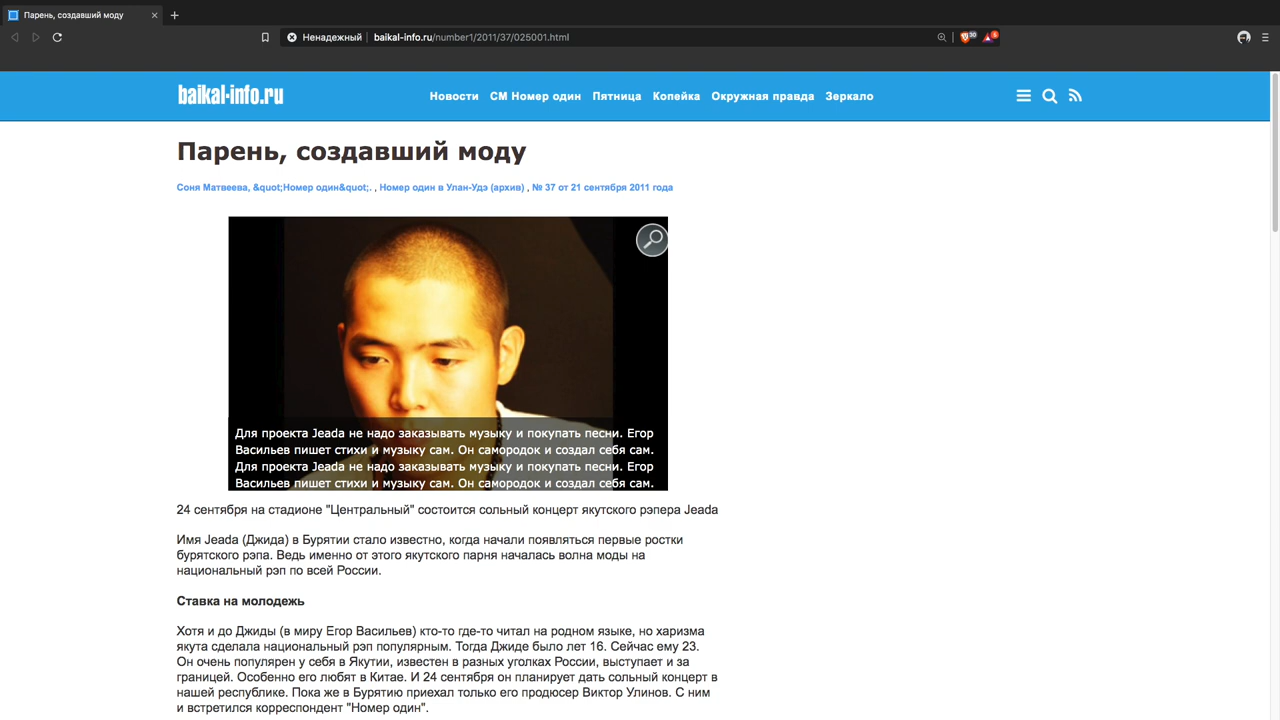 Парень, создавший моду
Ненадежный baikal-info.ru/number1/2011/37/025001.html 30 6
baikal-info.ru Новости СМ Номер один Пятница Копейка Окружная правда Зеркало
Парень, создавший моду
Соня Матвеева, &quot;Номер один&quot;. , Номер один в Улан-Удэ (архив) , № 37 от 21 сентября 2011 года
Для проекта Jeada не надо заказывать музыку и покупать песни. Егор
Васильев пишет стихи и музыку сам. Он самородок и создал себя сам.
Для проекта Jeada не надо заказывать музыку и покупать песни. Егор
Васильев пишет стихи и музыку сам. Он самородок и создал себя сам.
24 сентября на стадионе "Центральный" состоится сольный концерт якутского рэпера Jeada
Имя Jeada (Джида) в Бурятии стало известно, когда начали появляться первые ростки
бурятского рэпа. Ведь именно от этого якутского парня началась волна моды на
национальный рэп по всей России.
Ставка на молодежь
Хотя и до Джиды (в миру Егор Васильев) кто-то где-то читал на родном языке, но харизма
якута сделала национальный рэп популярным. Тогда Джиде было лет 16. Сейчас ему 23.
Он очень популярен у себя в Якутии, известен в разных уголках России, выступает и за
границей. Особенно его любят в Китае. И 24 сентября он планирует дать сольный концерт в
нашей республике. Пока же в Бурятию приехал только его продюсер Виктор Улинов. С ним
и встретился корреспондент "Номер один".